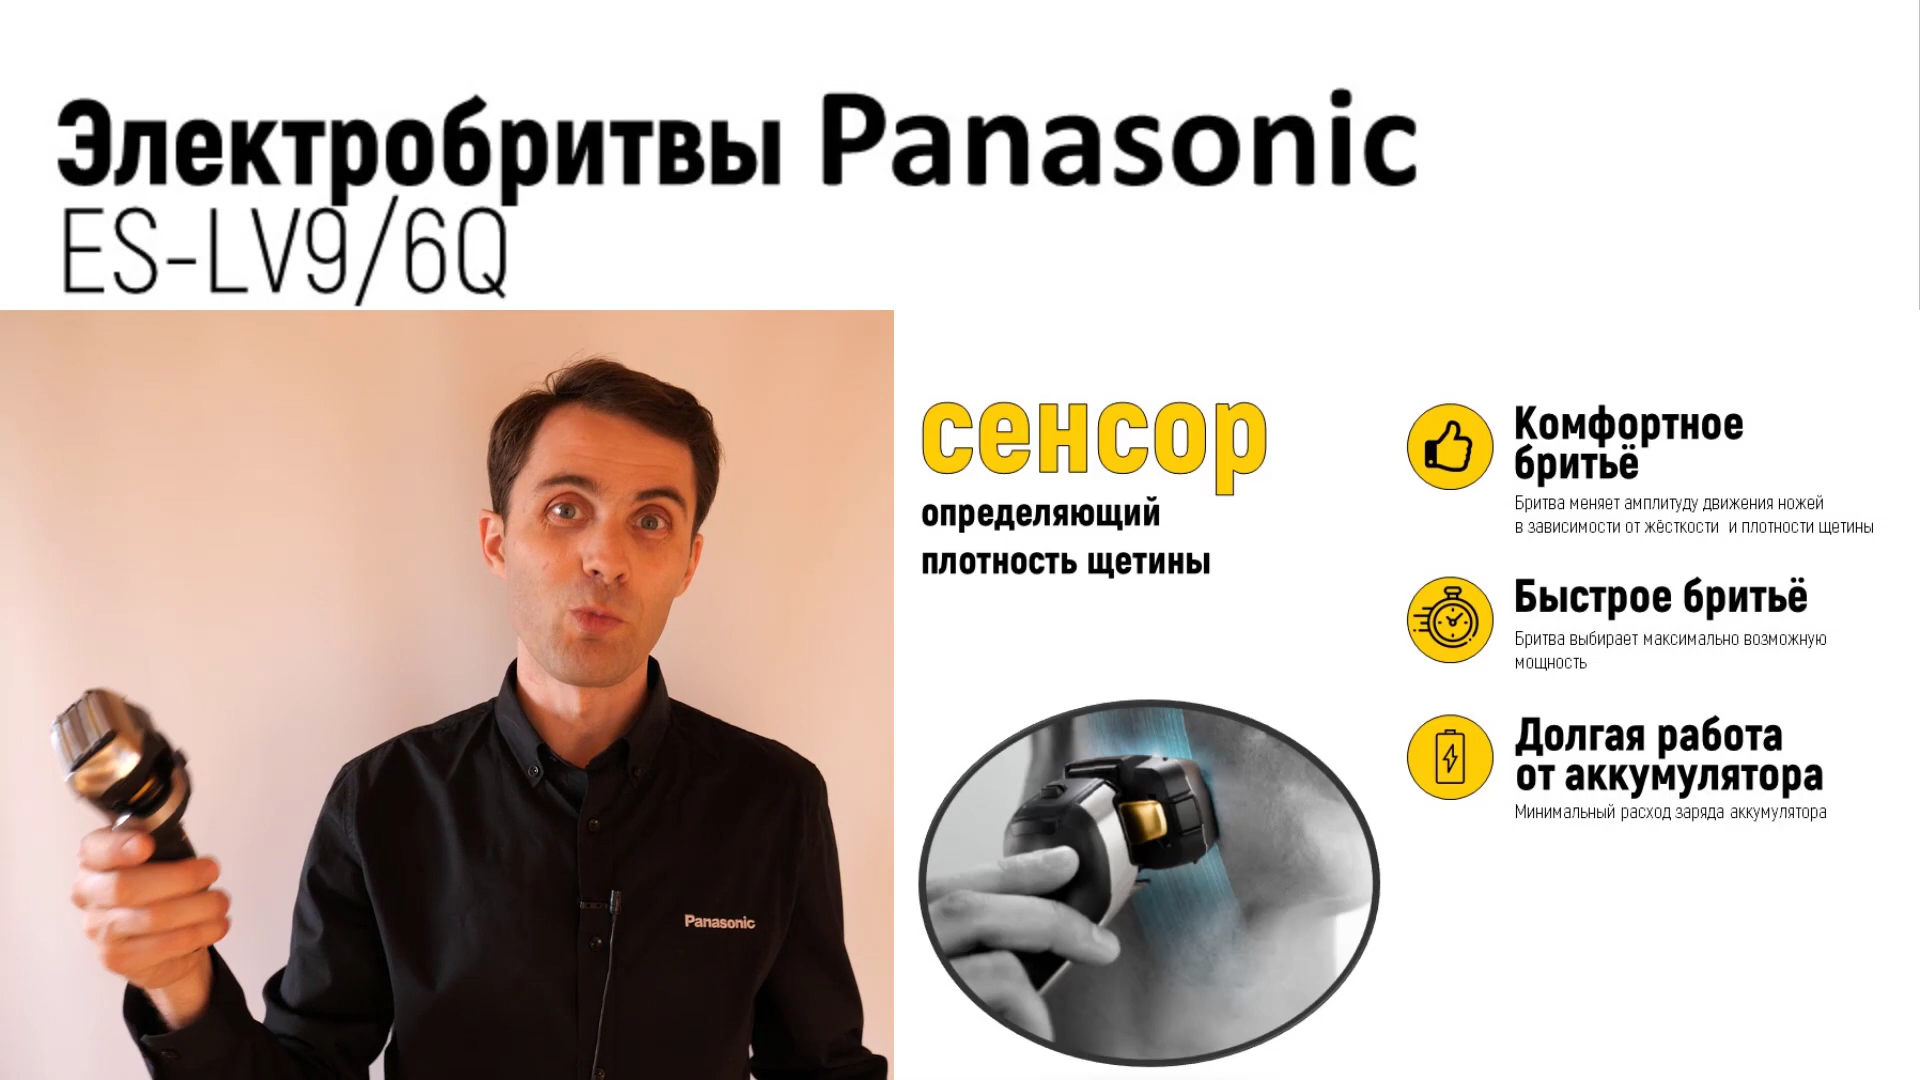 Электробритвы Panasonic
ES-LV9/6Q
сенсор
определяющий
плотность щетины
Комфортное
бритьё
Бритва меняет амплитуду движения ножей
в зависимости от жёсткости и плотности щетины
Быстрое бритьё
Бритва выбирает максимально возможную
мощность
Долгая работа
от аккумулятора
Минимальный расход заряда аккумулятора
Panasonic